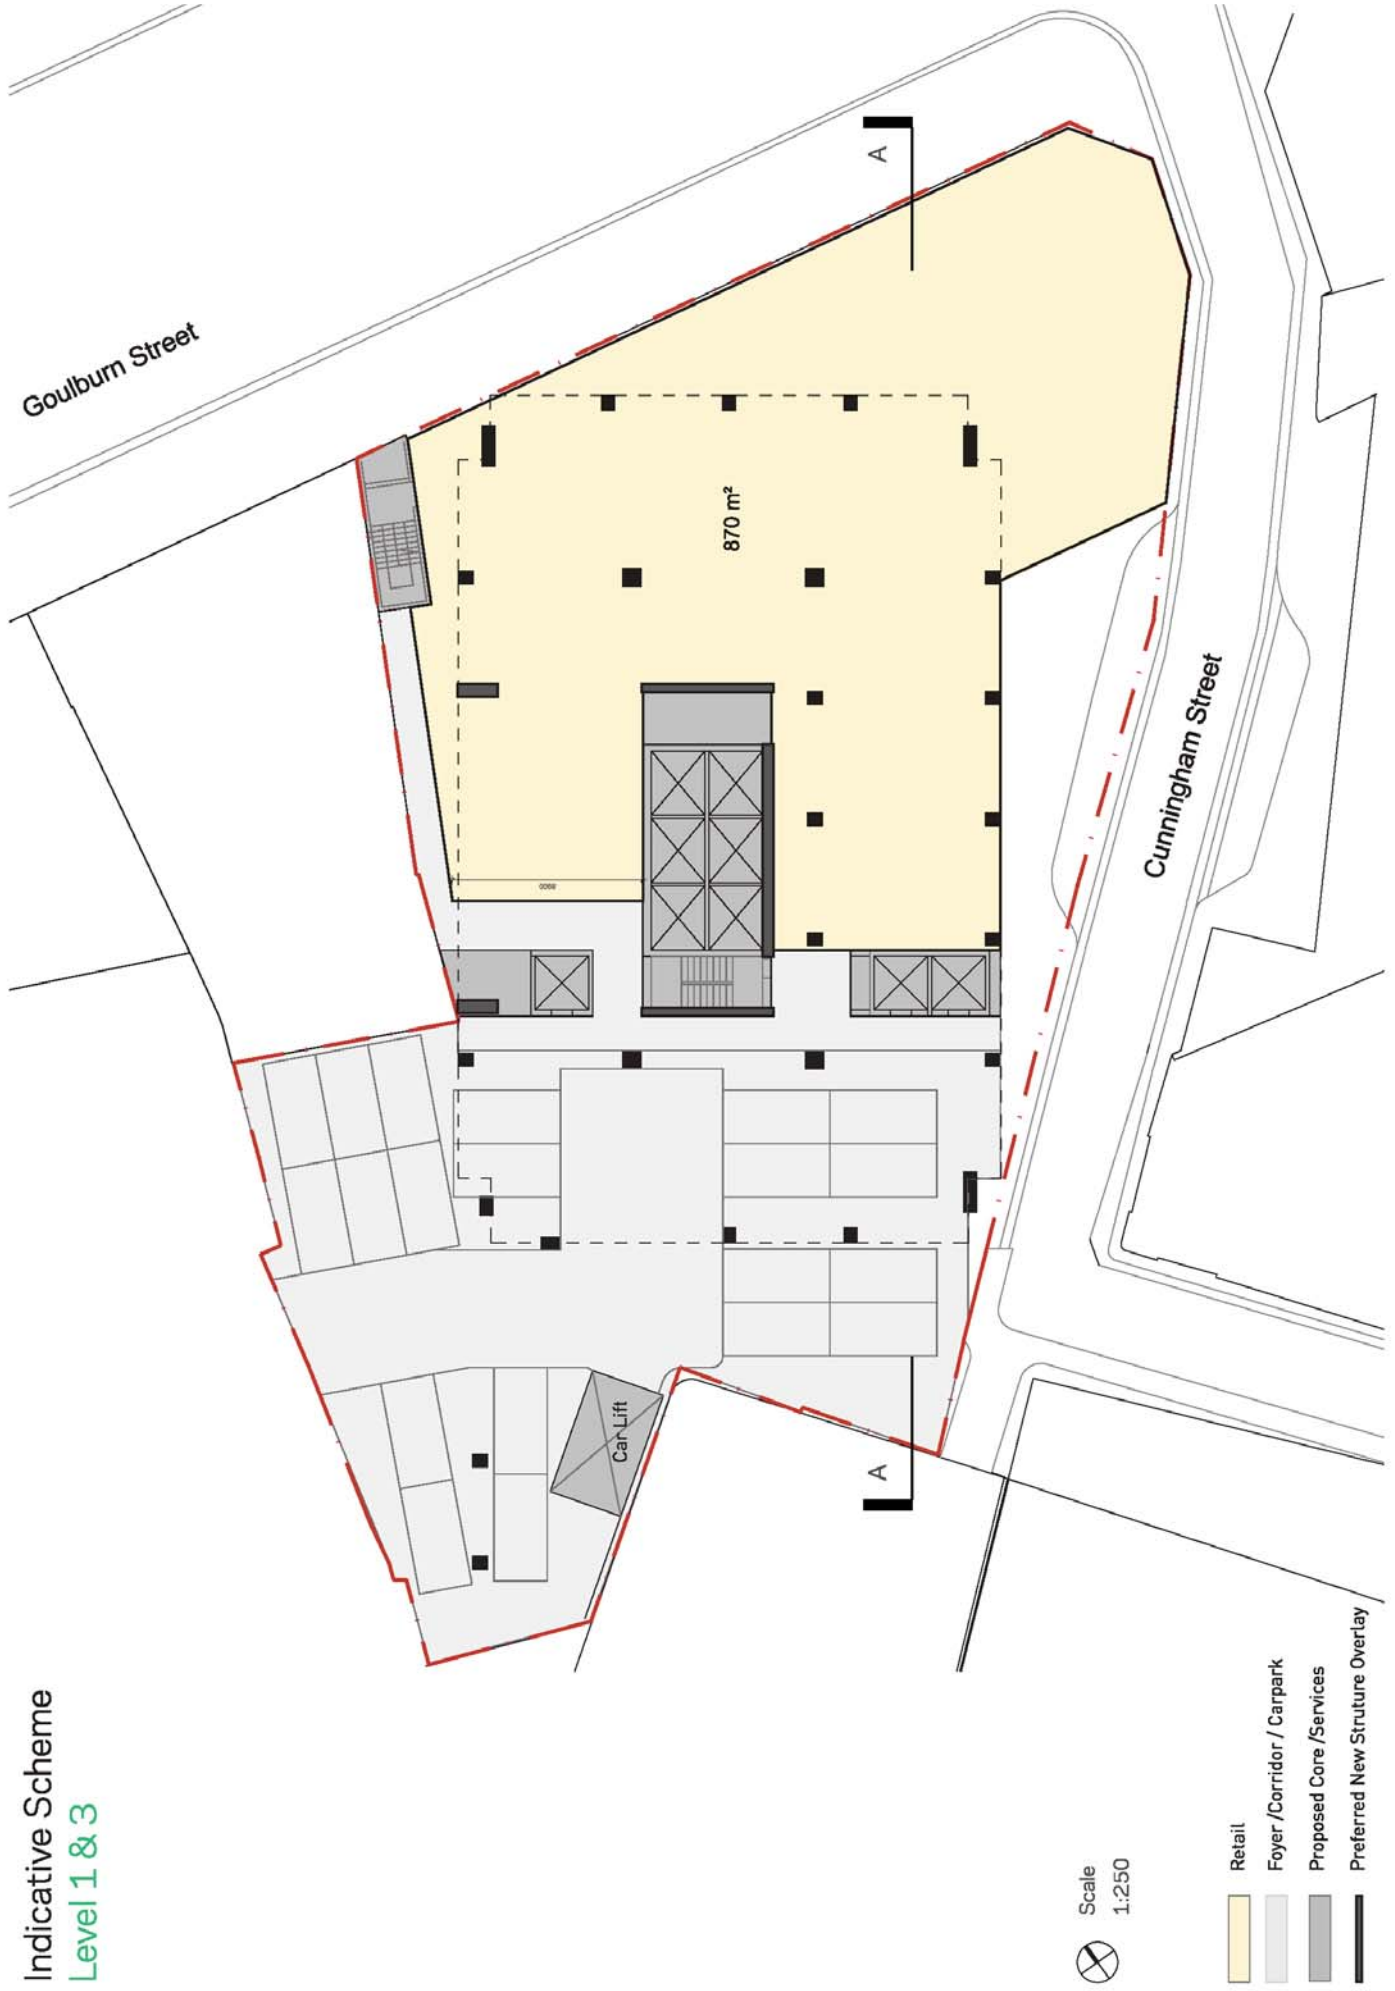 Indicative Scheme
Level 1 & 3
Goulburn Street
A
870 m²
8900
Cunningham Street
Car Lift
A
Scale
1:250
Retail
Foyer /Corridor / Carpark
Proposed Core /Services
Preferred New Struture Overlay